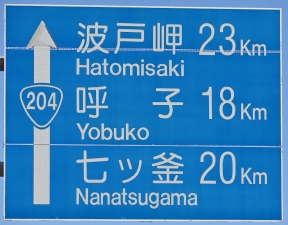 波戸岬 23Km
Hatomisaki
204
呼子 18Km
Yobuko
七ッ釜 20Km
Nanatsugama